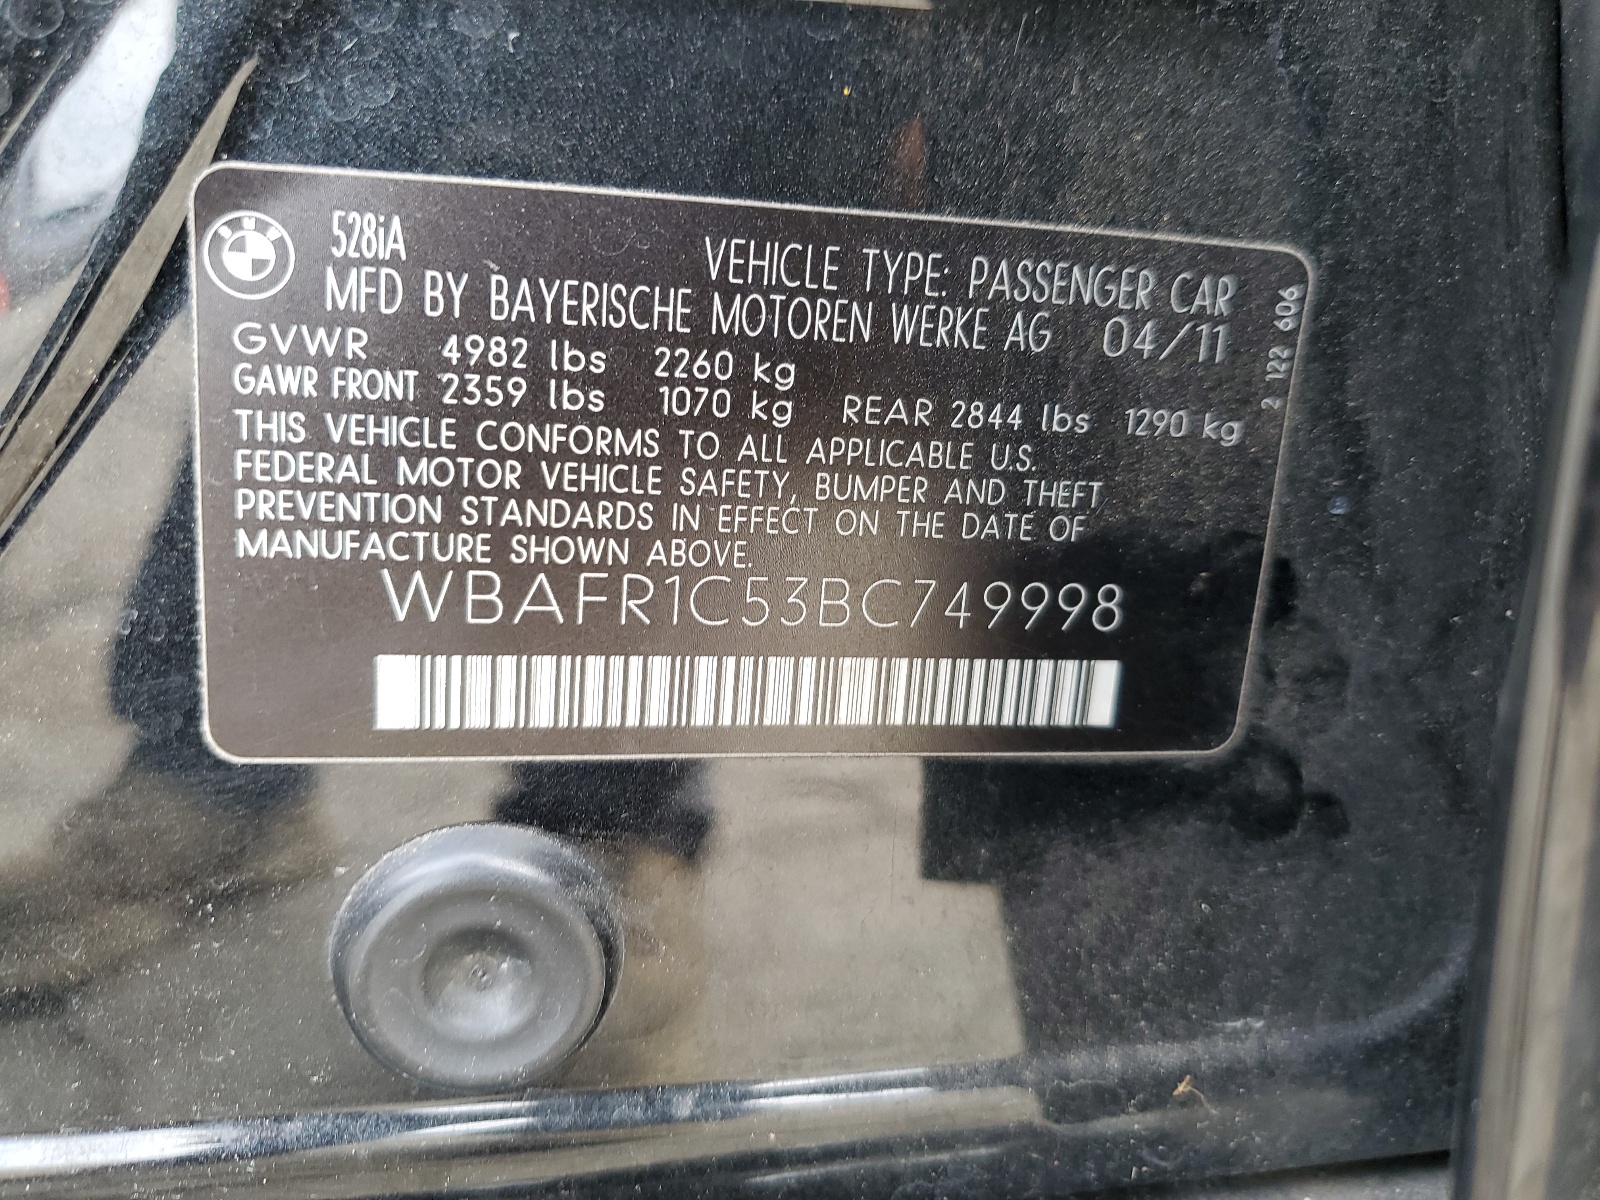 528iA
VEHICLE TYPE: PASSENGER CAR
MFD BY BAYERISCHE MOTOREN WERKE AG 04/11
GVWR 4982 lbs 2260 kg
GAWR FRONT 2359 lbs 1070 kg REAR 2844 lbs 1290 kg
THIS VEHICLE CONFORMS TO ALL APPLICABLE U.S.
FEDERAL MOTOR VEHICLE SAFETY, BUMPER AND THEFT
PREVENTION STANDARDS IN EFFECT ON THE DATE OF
MANUFACTURE SHOWN ABOVE.
WBAFR1C53BC749998
2 122 606
BMW